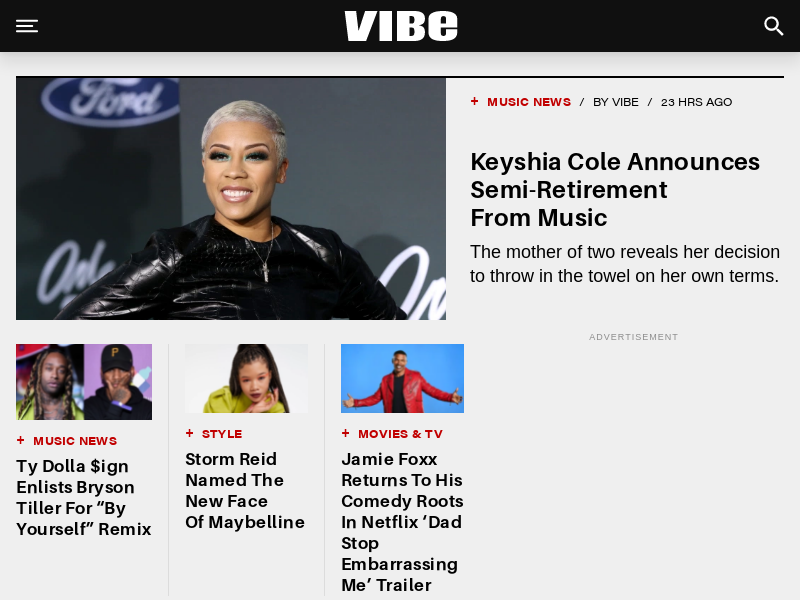 VIBE
Ford
Only
+ MUSIC NEWS / BY VIBE / 23 HRS AGO
Keyshia Cole Announces
Semi-Retirement
From Music
The mother of two reveals her decision
to throw in the towel on her own terms.
ADVERTISEMENT
+ MUSIC NEWS
Ty Dolla $ign
Enlists Bryson
Tiller For “By
Yourself” Remix
+ STYLE
Storm Reid
Named The
New Face
Of Maybelline
+ MOVIES & TV
Jamie Foxx
Returns To His
Comedy Roots
In Netflix ‘Dad
Stop
Embarrassing
Me’ Trailer